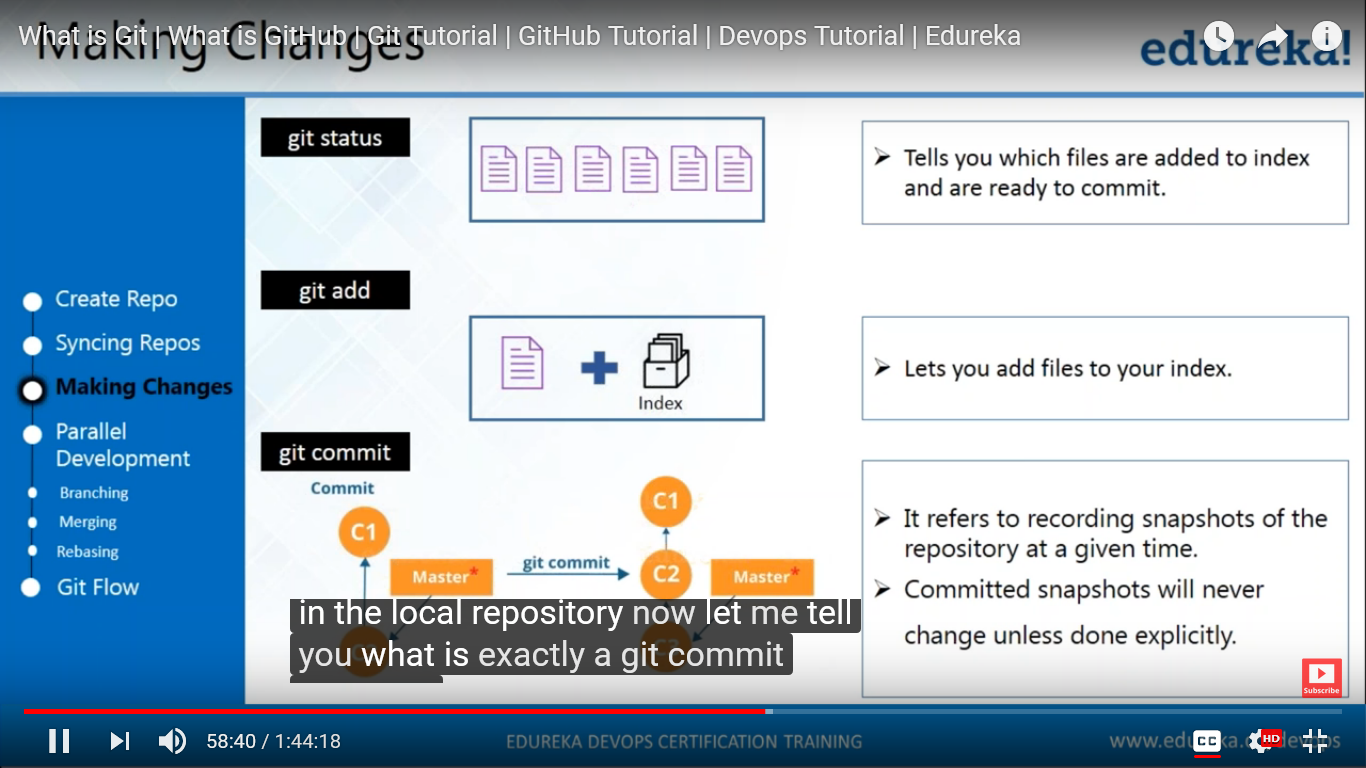 What is Git | What is GitHub | Git Tutorial | GitHub Tutorial | Devops Tutorial | Edureka
Making Changes
edureka!
git status
Tells you which files are added to index
and are ready to commit.
git add
Index
Lets you add files to your index.
Create Repo
Syncing Repos
Making Changes
Parallel
Development
Branching
Merging
Rebasing
Git Flow
git commit
Commit
C1
Master*
git commit
C1
C2
Master*
It refers to recording snapshots of the
repository at a given time.
Committed snapshots will never
change unless done explicitly.
in the local repository now let me tell
you what is exactly a git commit
Subscribe
58:40 / 1:44:18
EDUREKA DEVOPS CERTIFICATION TRAINING
CC
HD